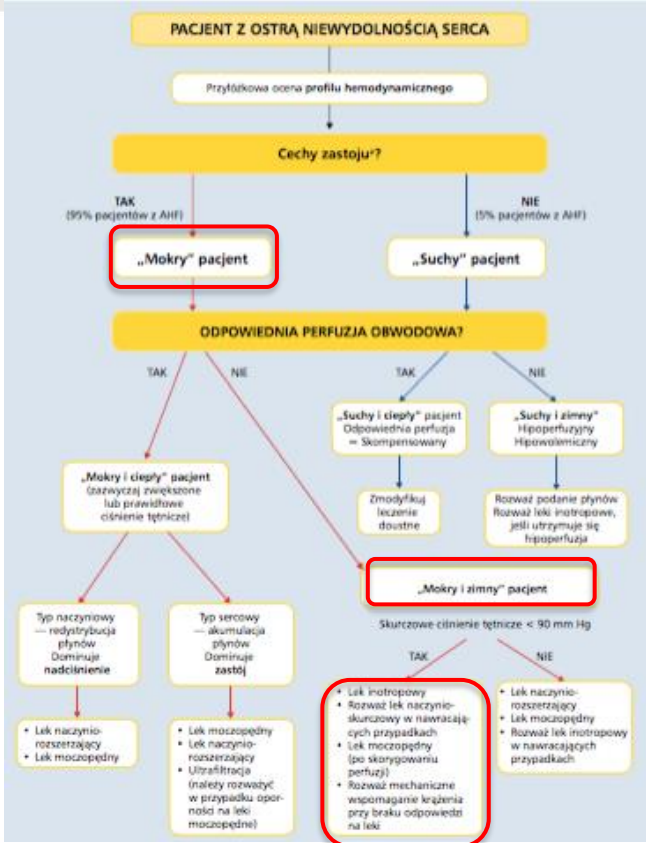 PACJENT Z OSTRĄ NIEWYDOLNOŚCIĄ SERCA
Przyłóżkowa ocena profilu hemodynamicznego
Cechy zastojuᵃ?
TAK
(95% pacjentów z AHF)
NIE
(5% pacjentów z AHF)
„Mokry” pacjent
„Suchy” pacjent
ODPOWIEDNIA PERFUZJA OBWODOWA?
TAK
NIE
TAK
NIE
„Suchy i ciepły” pacjent
Odpowiednia perfuzja
= Skompensowany
„Suchy i zimny”
Hipoperfuzyjny
Hipowolemiczny
„Mokry i ciepły” pacjent
(zazwyczaj zwiększone
lub prawidłowe
ciśnienie tętnicze)
Zmodyfikuj
leczenie
doustne
Rozważ podanie płynów
Rozważ leki inotropowe,
jeśli utrzymuje się
hipoperfuzja
„Mokry i zimny” pacjent
Typ naczyniowy
— redystrybucja
płynów
Dominuje
nadciśnienie
Typ sercowy
— akumulacja
płynów
Dominuje
zastój
Skurczowe ciśnienie tętnicze < 90 mm Hg
TAK
NIE
• Lek naczynio-
rozszerzający
• Lek moczopędny
• Lek moczopędny
• Lek naczynio-
rozszerzający
• Ultrafiltracja
(należy rozważyć
w przypadku opor-
ności na leki
moczopędne)
• Lek inotropowy
• Rozważ lek naczynio-
skurczowy w nawracają-
cych przypadkach
• Lek moczopędny
(po skorygowaniu
perfuzji)
• Rozważ mechaniczne
wspomaganie krążenia
przy braku odpowiedzi
na leki
• Lek naczynio-
rozszerzający
• Lek moczopędny
• Rozważ lek inotropowy
w nawracających
przypadkach